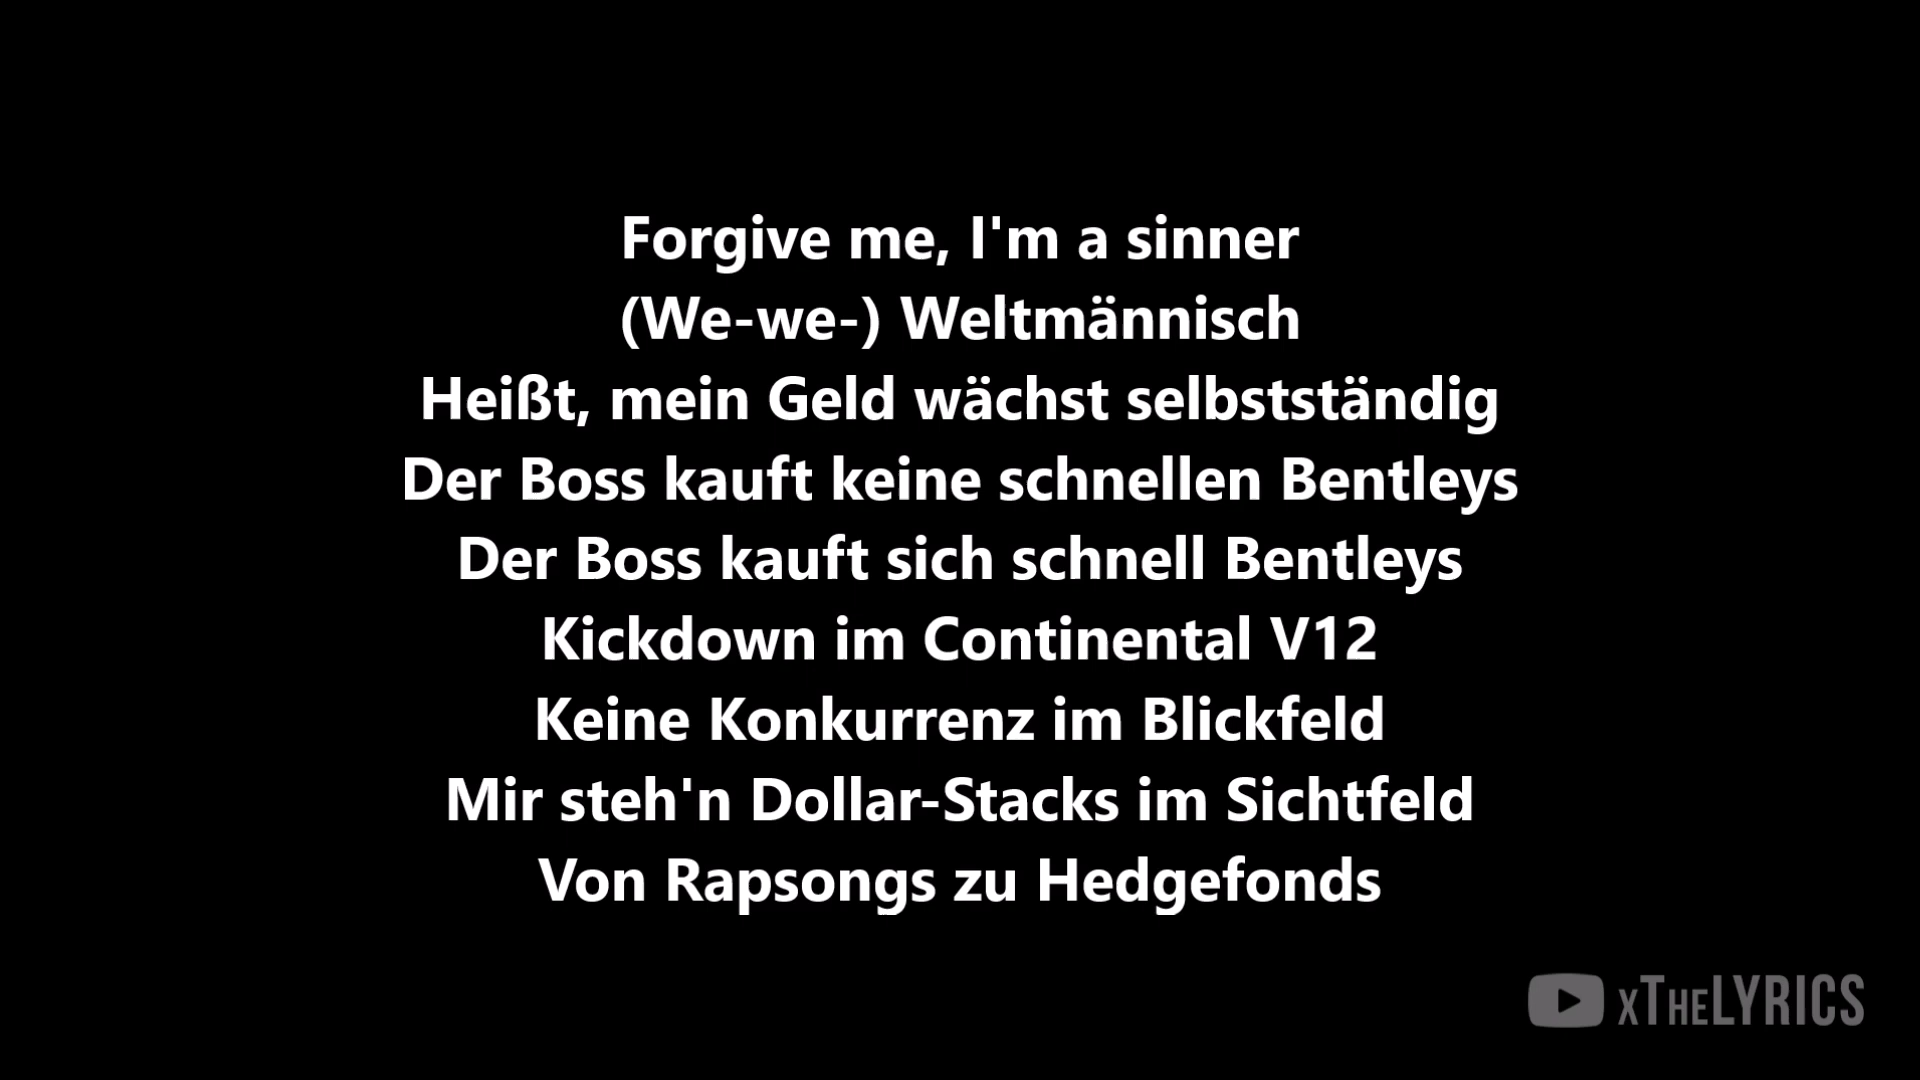 Forgive me, I'm a sinner
(We-we-) Weltmännisch
Heißt, mein Geld wächst selbstständig
Der Boss kauft keine schnellen Bentleys
Der Boss kauft sich schnell Bentleys
Kickdown im Continental V12
Keine Konkurrenz im Blickfeld
Mir steh'n Dollar-Stacks im Sichtfeld
Von Rapsongs zu Hedgefonds
xTheLYRICS